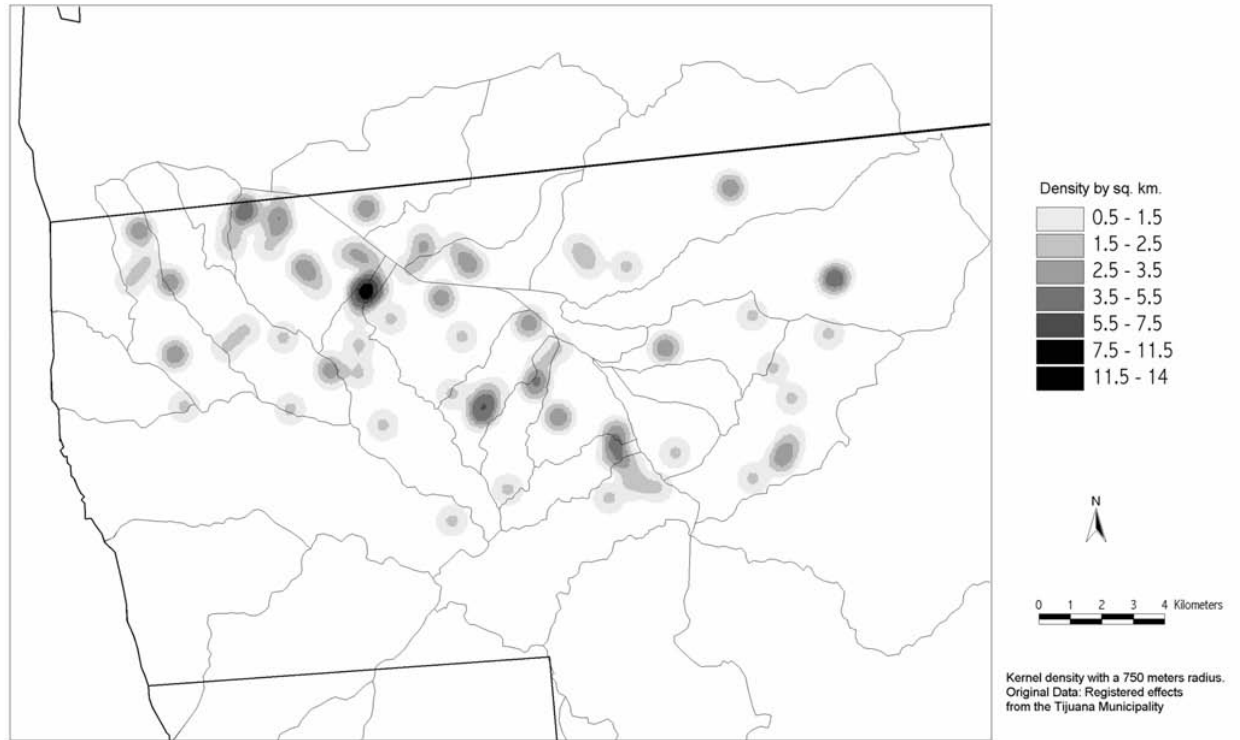 Density by sq. km.
0.5 - 1.5
1.5 - 2.5
2.5 - 3.5
3.5 - 5.5
5.5 - 7.5
7.5 - 11.5
11.5 - 14
N
0 1 2 3 4 Kilometers
Kernel density with a 750 meters radius.
Original Data: Registered effects
from the Tijuana Municipality